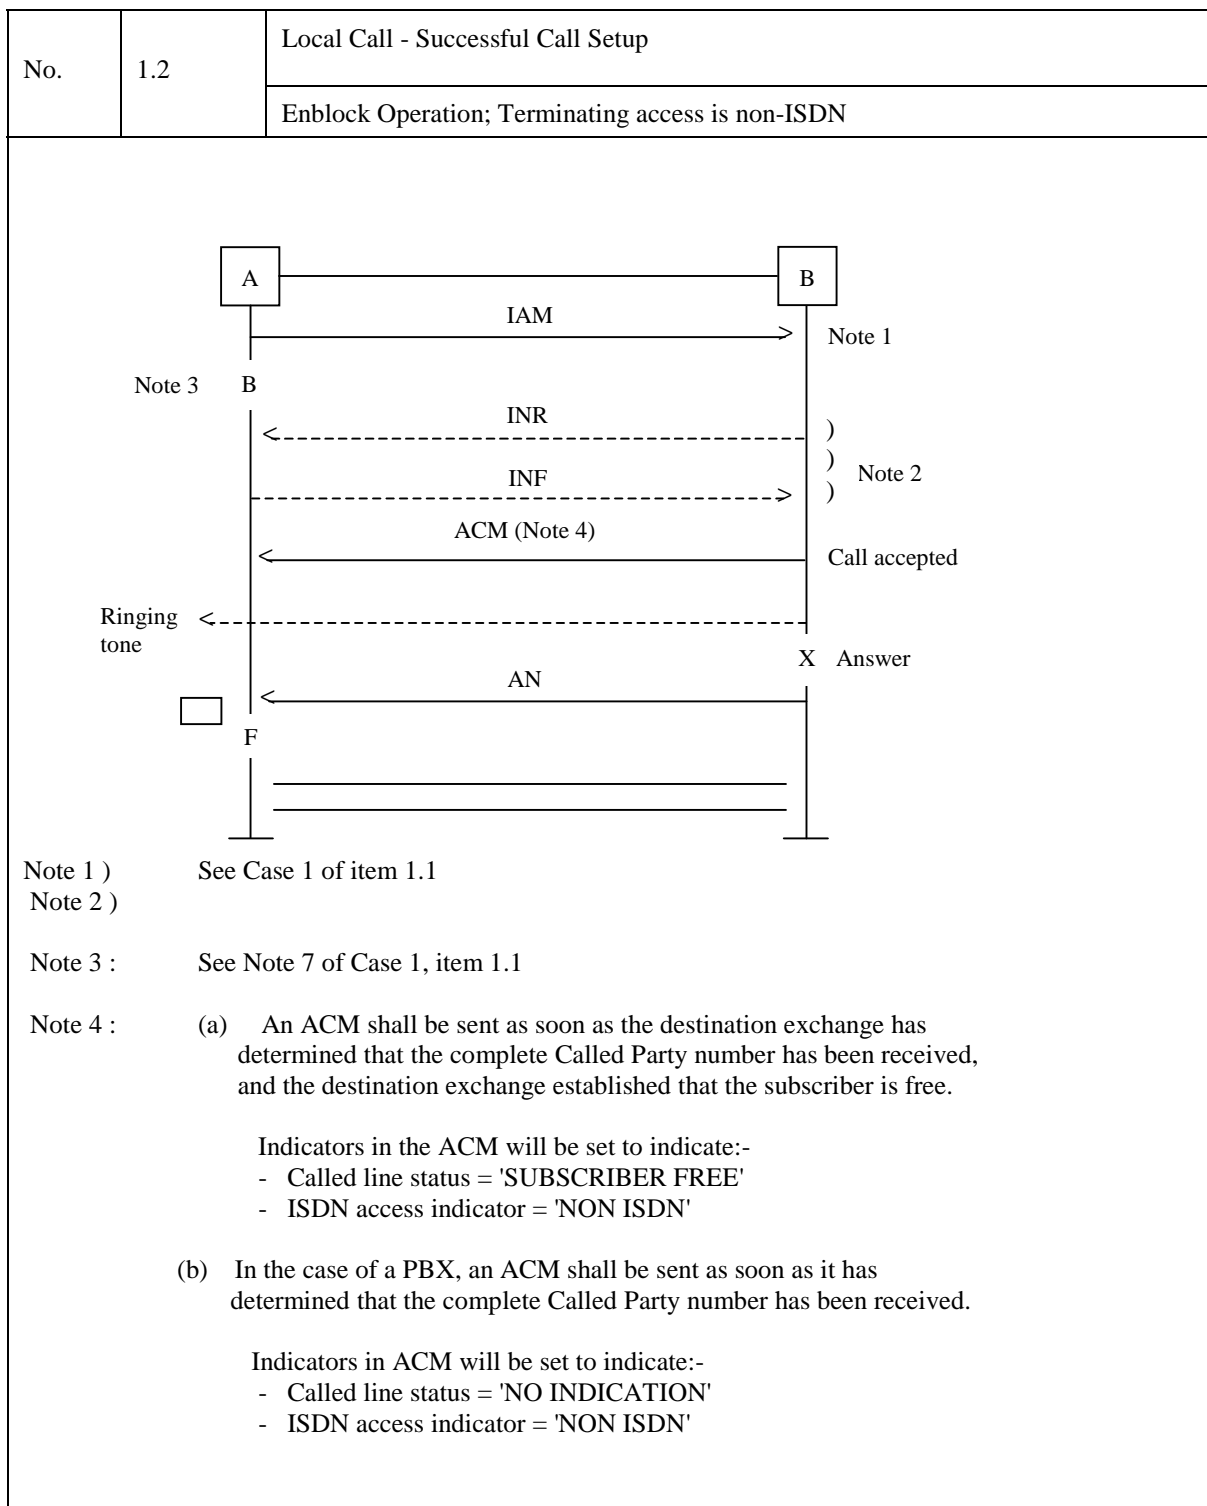 Local Call - Successful Call Setup
No. 1.2
Enblock Operation; Terminating access is non-ISDN
A B
IAM
Note 1
Note 3 B
INR
)
)
Note 2
INF
)
ACM (Note 4)
Call accepted
Ringing
tone
X Answer
AN
F
Note 1 ) See Case 1 of item 1.1
Note 2 )
Note 3 : See Note 7 of Case 1, item 1.1
Note 4 : (a) An ACM shall be sent as soon as the destination exchange has
determined that the complete Called Party number has been received,
and the destination exchange established that the subscriber is free.
Indicators in the ACM will be set to indicate:-
- Called line status = 'SUBSCRIBER FREE'
- ISDN access indicator = 'NON ISDN'
(b) In the case of a PBX, an ACM shall be sent as soon as it has
determined that the complete Called Party number has been received.
Indicators in ACM will be set to indicate:-
- Called line status = 'NO INDICATION'
- ISDN access indicator = 'NON ISDN'